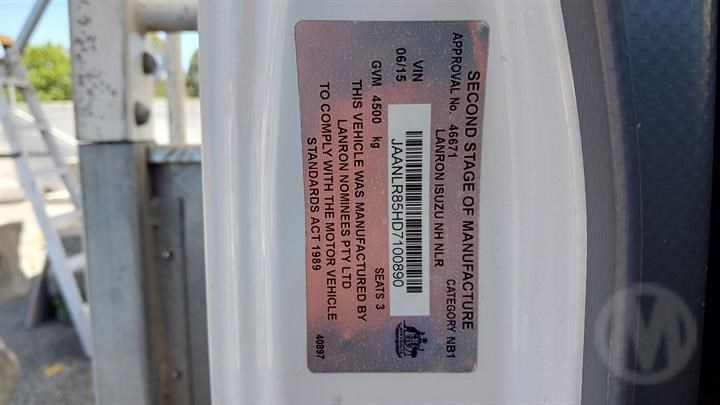 SECOND STAGE OF MANUFACTURE
APPROVAL No. 46671 CATEGORY NB1
LANRON ISUZU NH NLR
VIN JAANLR85HD7100890
06/15
GVM 4500 kg SEATS 3
THIS VEHICLE WAS MANUFACTURED BY
LANRON NOMINEES PTY LTD
TO COMPLY WITH THE MOTOR VEHICLE
STANDARDS ACT 1989
40897
M